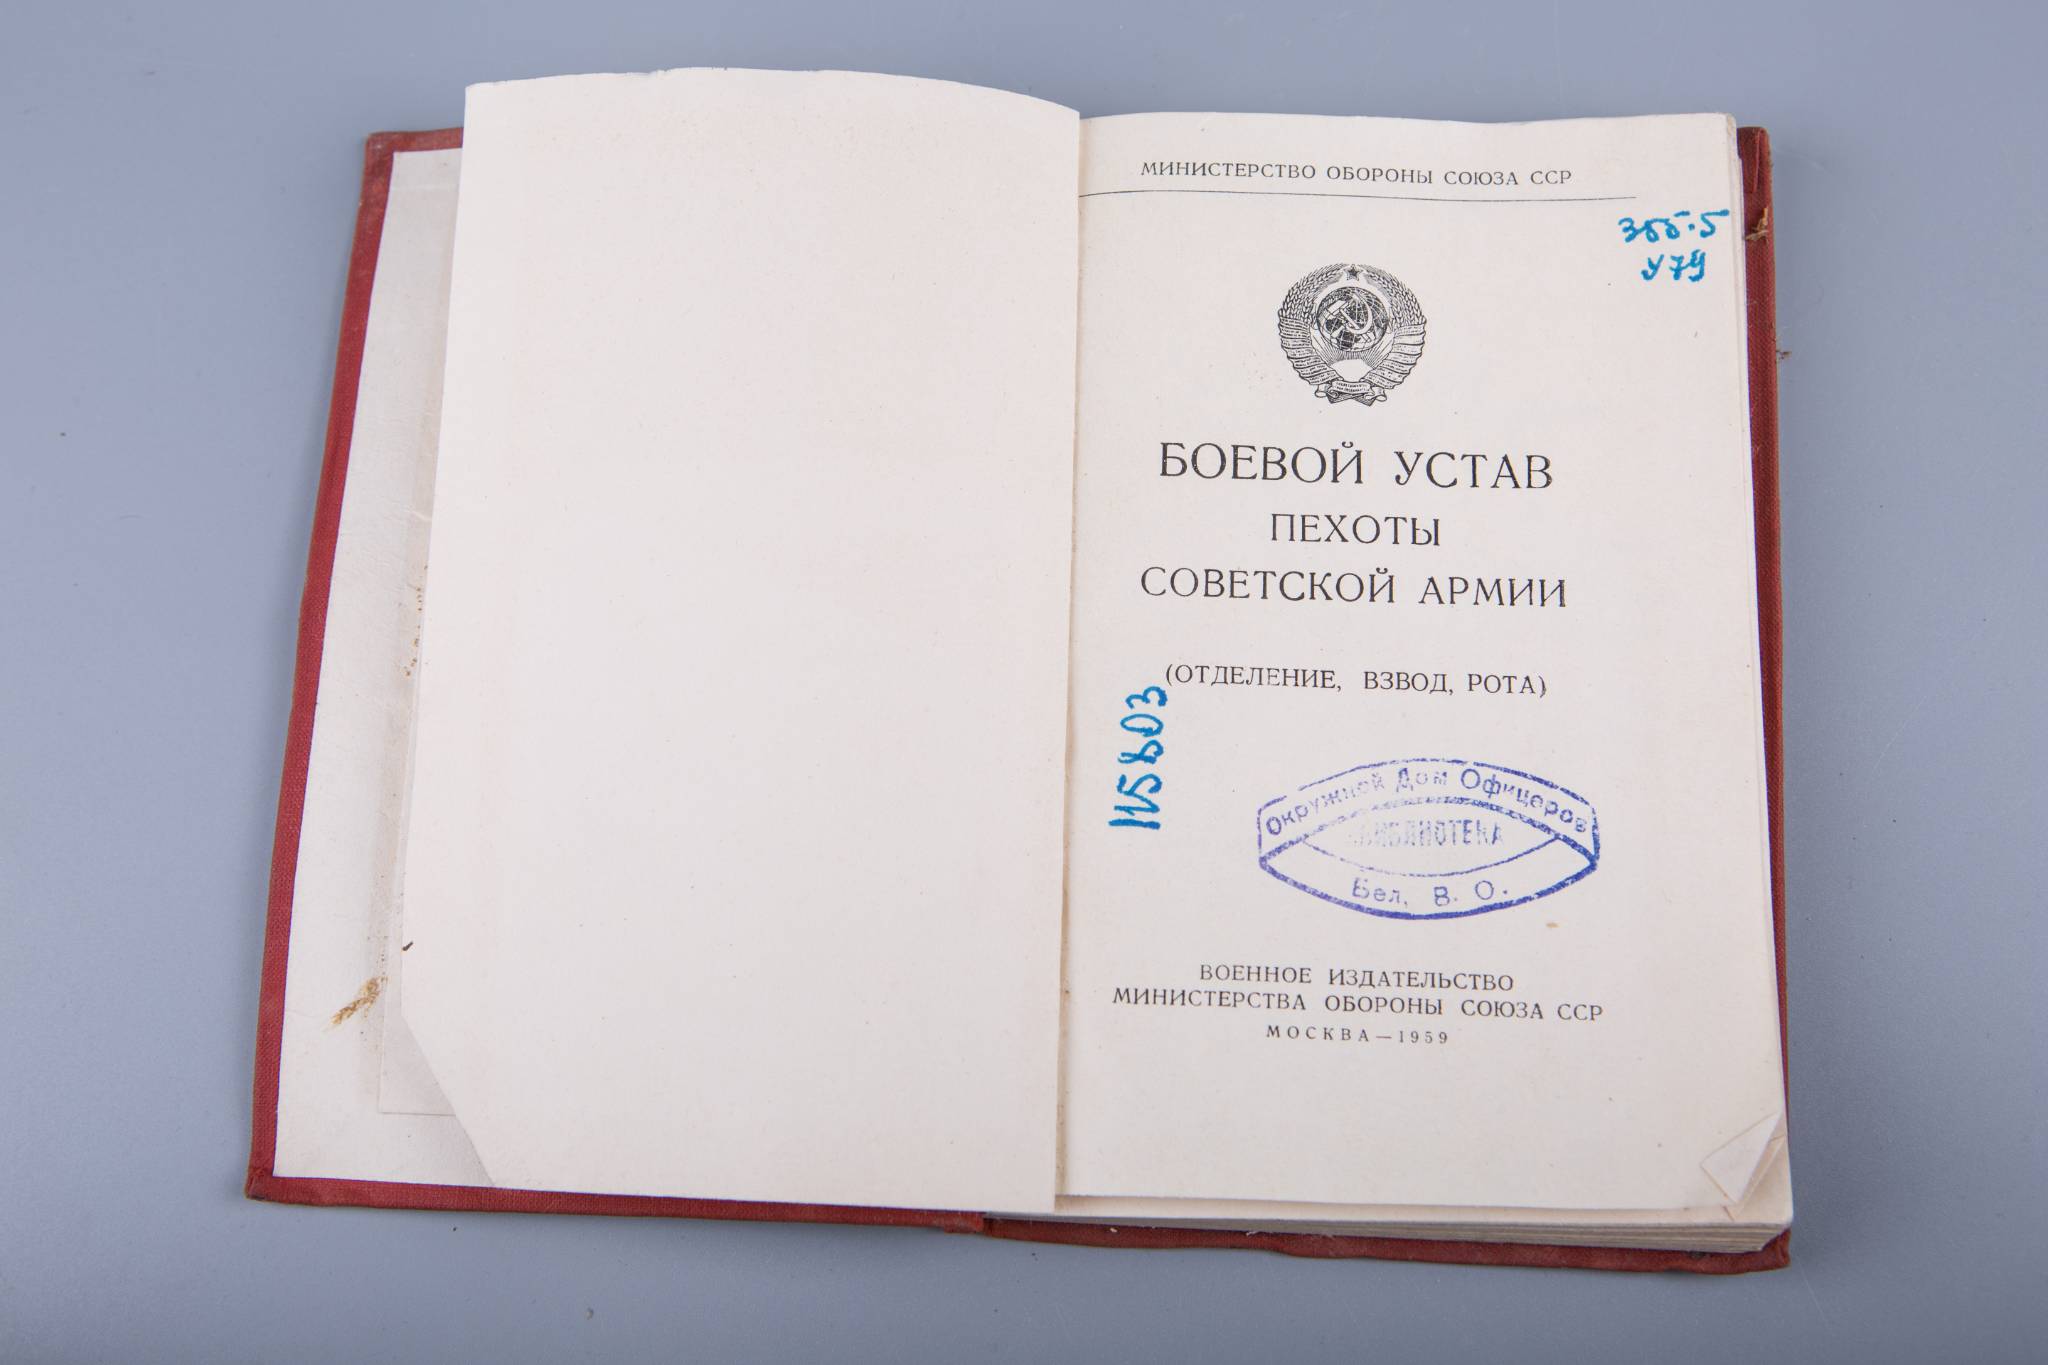 МИНИСТЕРСТВО ОБОРОНЫ СОЮЗА ССР
355.5
У79
БОЕВОЙ УСТАВ
ПЕХОТЫ
СОВЕТСКОЙ АРМИИ
(ОТДЕЛЕНИЕ, ВЗВОД, РОТА)
115803
Окружной Дом Офицеров
БИБЛИОТЕКА
Бел. В. О.
ВОЕННОЕ ИЗДАТЕЛЬСТВО
МИНИСТЕРСТВА ОБОРОНЫ СОЮЗА ССР
МОСКВА—1959